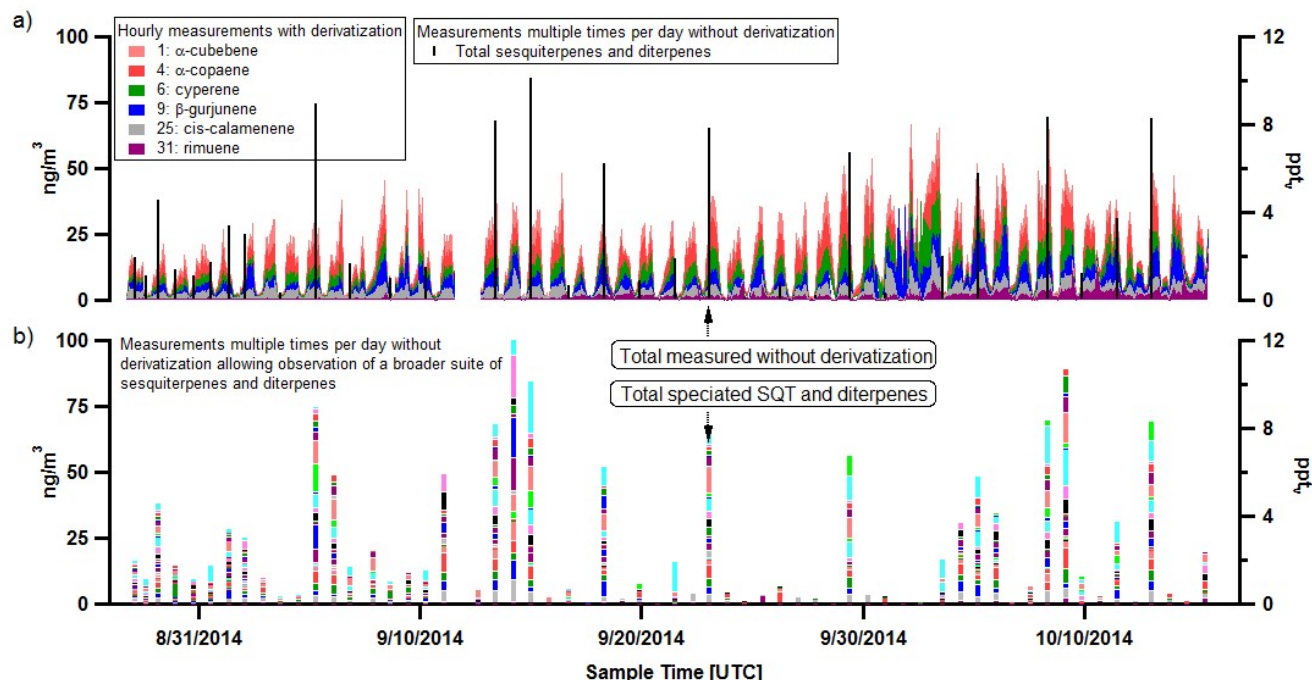 a)
100
75
50
25
0
ng/m3
Hourly measurements with derivatization
1: α-cubebene
4: α-copaene
6: cyperene
9: β-gurjunene
25: cis-calamenene
31: rimuene
Measurements multiple times per day without derivatization
Total sesquiterpenes and diterpenes
12
8
4
0
pptv
b)
100
75
50
25
0
ng/m3
Measurements multiple times per day without
derivatization allowing observation of a broader suite of
sesquiterpenes and diterpenes
Total measured without derivatization
Total speciated SQT and diterpenes
12
8
4
0
pptv
8/31/2014
9/10/2014
9/20/2014
9/30/2014
10/10/2014
Sample Time [UTC]